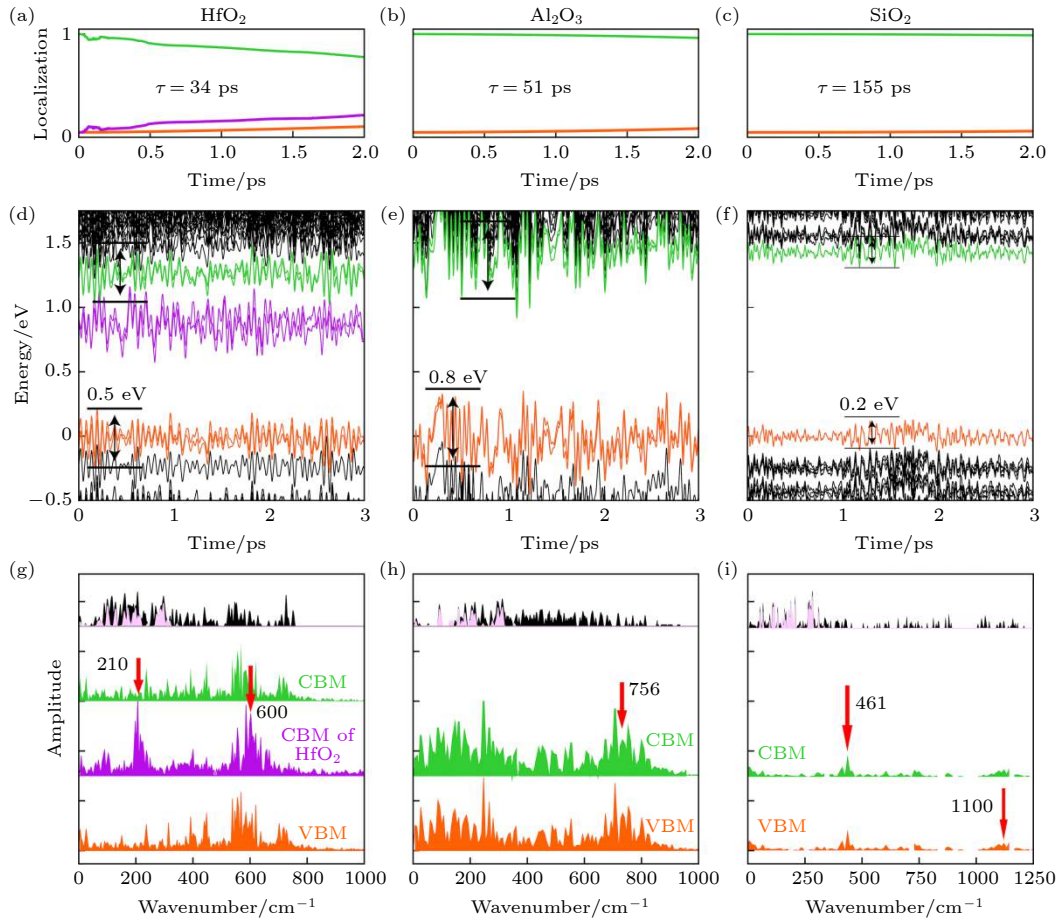 (a) HfO₂ (b) Al₂O₃ (c) SiO₂
Localization
1
0
τ = 34 ps
τ = 51 ps
τ = 155 ps
0 0.5 1.0 1.5 2.0
0 0.5 1.0 1.5 2.0
0 0.5 1.0 1.5 2.0
Time/ps Time/ps Time/ps
(d) (e) (f)
Energy/eV
1.5
1.0
0.5
0
−0.5
0.5 eV
0.8 eV
0.2 eV
0 1 2 3
0 1 2 3
0 1 2 3
Time/ps Time/ps Time/ps
(g) (h) (i)
Amplitude
210
600
CBM
CBM of
HfO₂
VBM
756
CBM
VBM
461
CBM
1100
VBM
0 200 400 600 800 1000
0 200 400 600 800 1000
0 250 500 750 1000 1250
Wavenumber/cm⁻¹ Wavenumber/cm⁻¹ Wavenumber/cm⁻¹